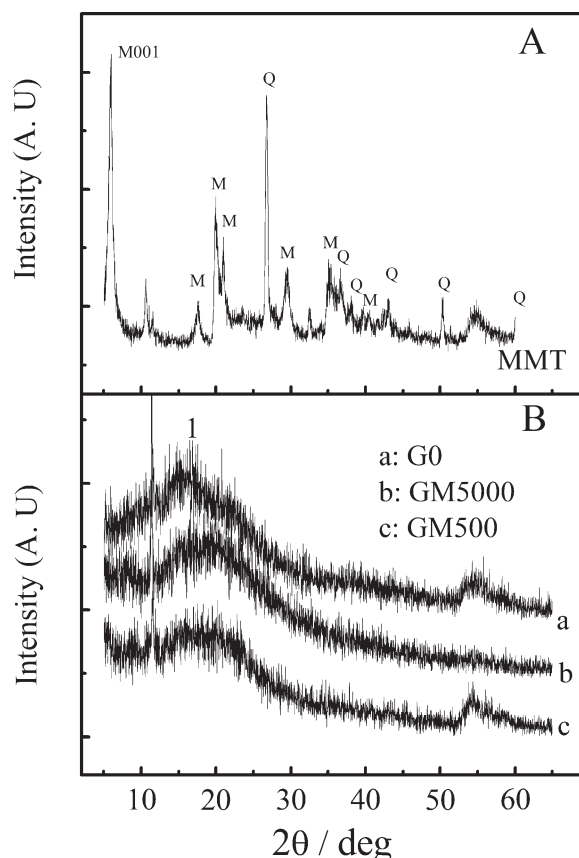 A
Intensity (A. U)
M001
Q
M
M
M
M
M
Q
Q
M
Q
Q
Q
MMT
B
Intensity (A. U)
1
a: G0
b: GM5000
c: GM500
a
b
c
10 20 30 40 50 60
2θ / deg